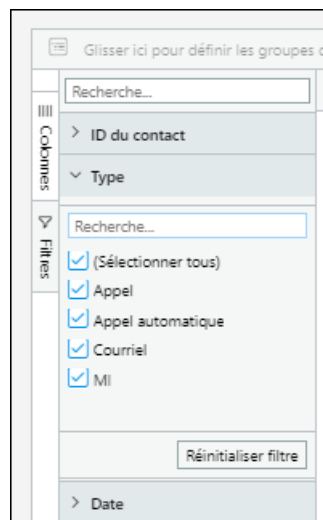 Glisser ici pour définir les groupes
Recherche...
Colonnes
ID du contact
Type
Filtres
Recherche...
(Sélectionner tous)
Appel
Appel automatique
Courriel
MI
Réinitialiser filtre
Date